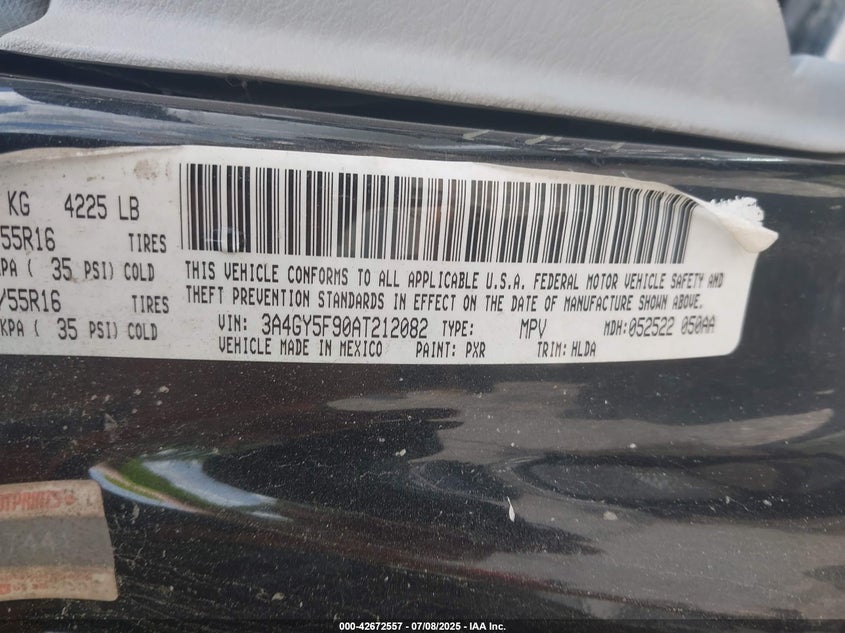 KG 4225 LB
/55R16 TIRES
KPA ( 35 PSI) COLD
/55R16 TIRES
KPA ( 35 PSI) COLD
THIS VEHICLE CONFORMS TO ALL APPLICABLE U.S.A. FEDERAL MOTOR VEHICLE SAFETY AND
THEFT PREVENTION STANDARDS IN EFFECT ON THE DATE OF MANUFACTURE SHOWN ABOVE.
VIN: 3A4GY5F90AT212082 TYPE: MPV MDH: 052522 050AA
VEHICLE MADE IN MEXICO PAINT: PXR TRIM: HLDA
000-42672557 / 07/08/2025 - IAA Inc.